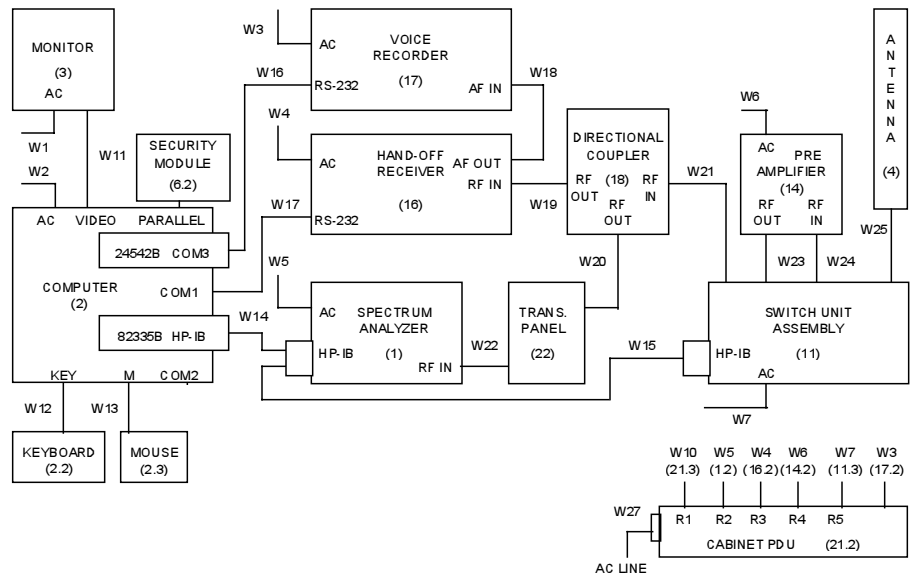 MONITOR
(3)
AC
W1
W2
W11
SECURITY
MODULE
(6.2)
AC VIDEO PARALLEL
24542B COM3
COMPUTER
(2)
COM1
82335B HP-IB
KEY M COM2
W12
W13
KEYBOARD
(2.2)
MOUSE
(2.3)
W3
W16
AC
VOICE
RECORDER
(17)
RS-232
AF IN
W18
W4
W17
AC
HAND-OFF
RECEIVER
(16)
AF OUT
RF IN
RS-232
W19
W5
W14
AC
SPECTRUM
ANALYZER
(1)
HP-IB
RF IN
W22
TRANS.
PANEL
(22)
W20
DIRECTIONAL
COUPLER
(18)
RF
OUT
RF
OUT
RF
IN
W21
W15
W6
AC
PRE
AMPLIFIER
(14)
RF
OUT
RF
IN
W23
W24
ANTENNA
(4)
W25
SWITCH UNIT
ASSEMBLY
(11)
HP-IB
AC
W7
W10 W5 W4 W6 W7 W3
(21.3) (1.2) (16.2) (14.2) (11.3) (17.2)
W27
R1 R2 R3 R4 R5
CABINET PDU (21.2)
AC LINE